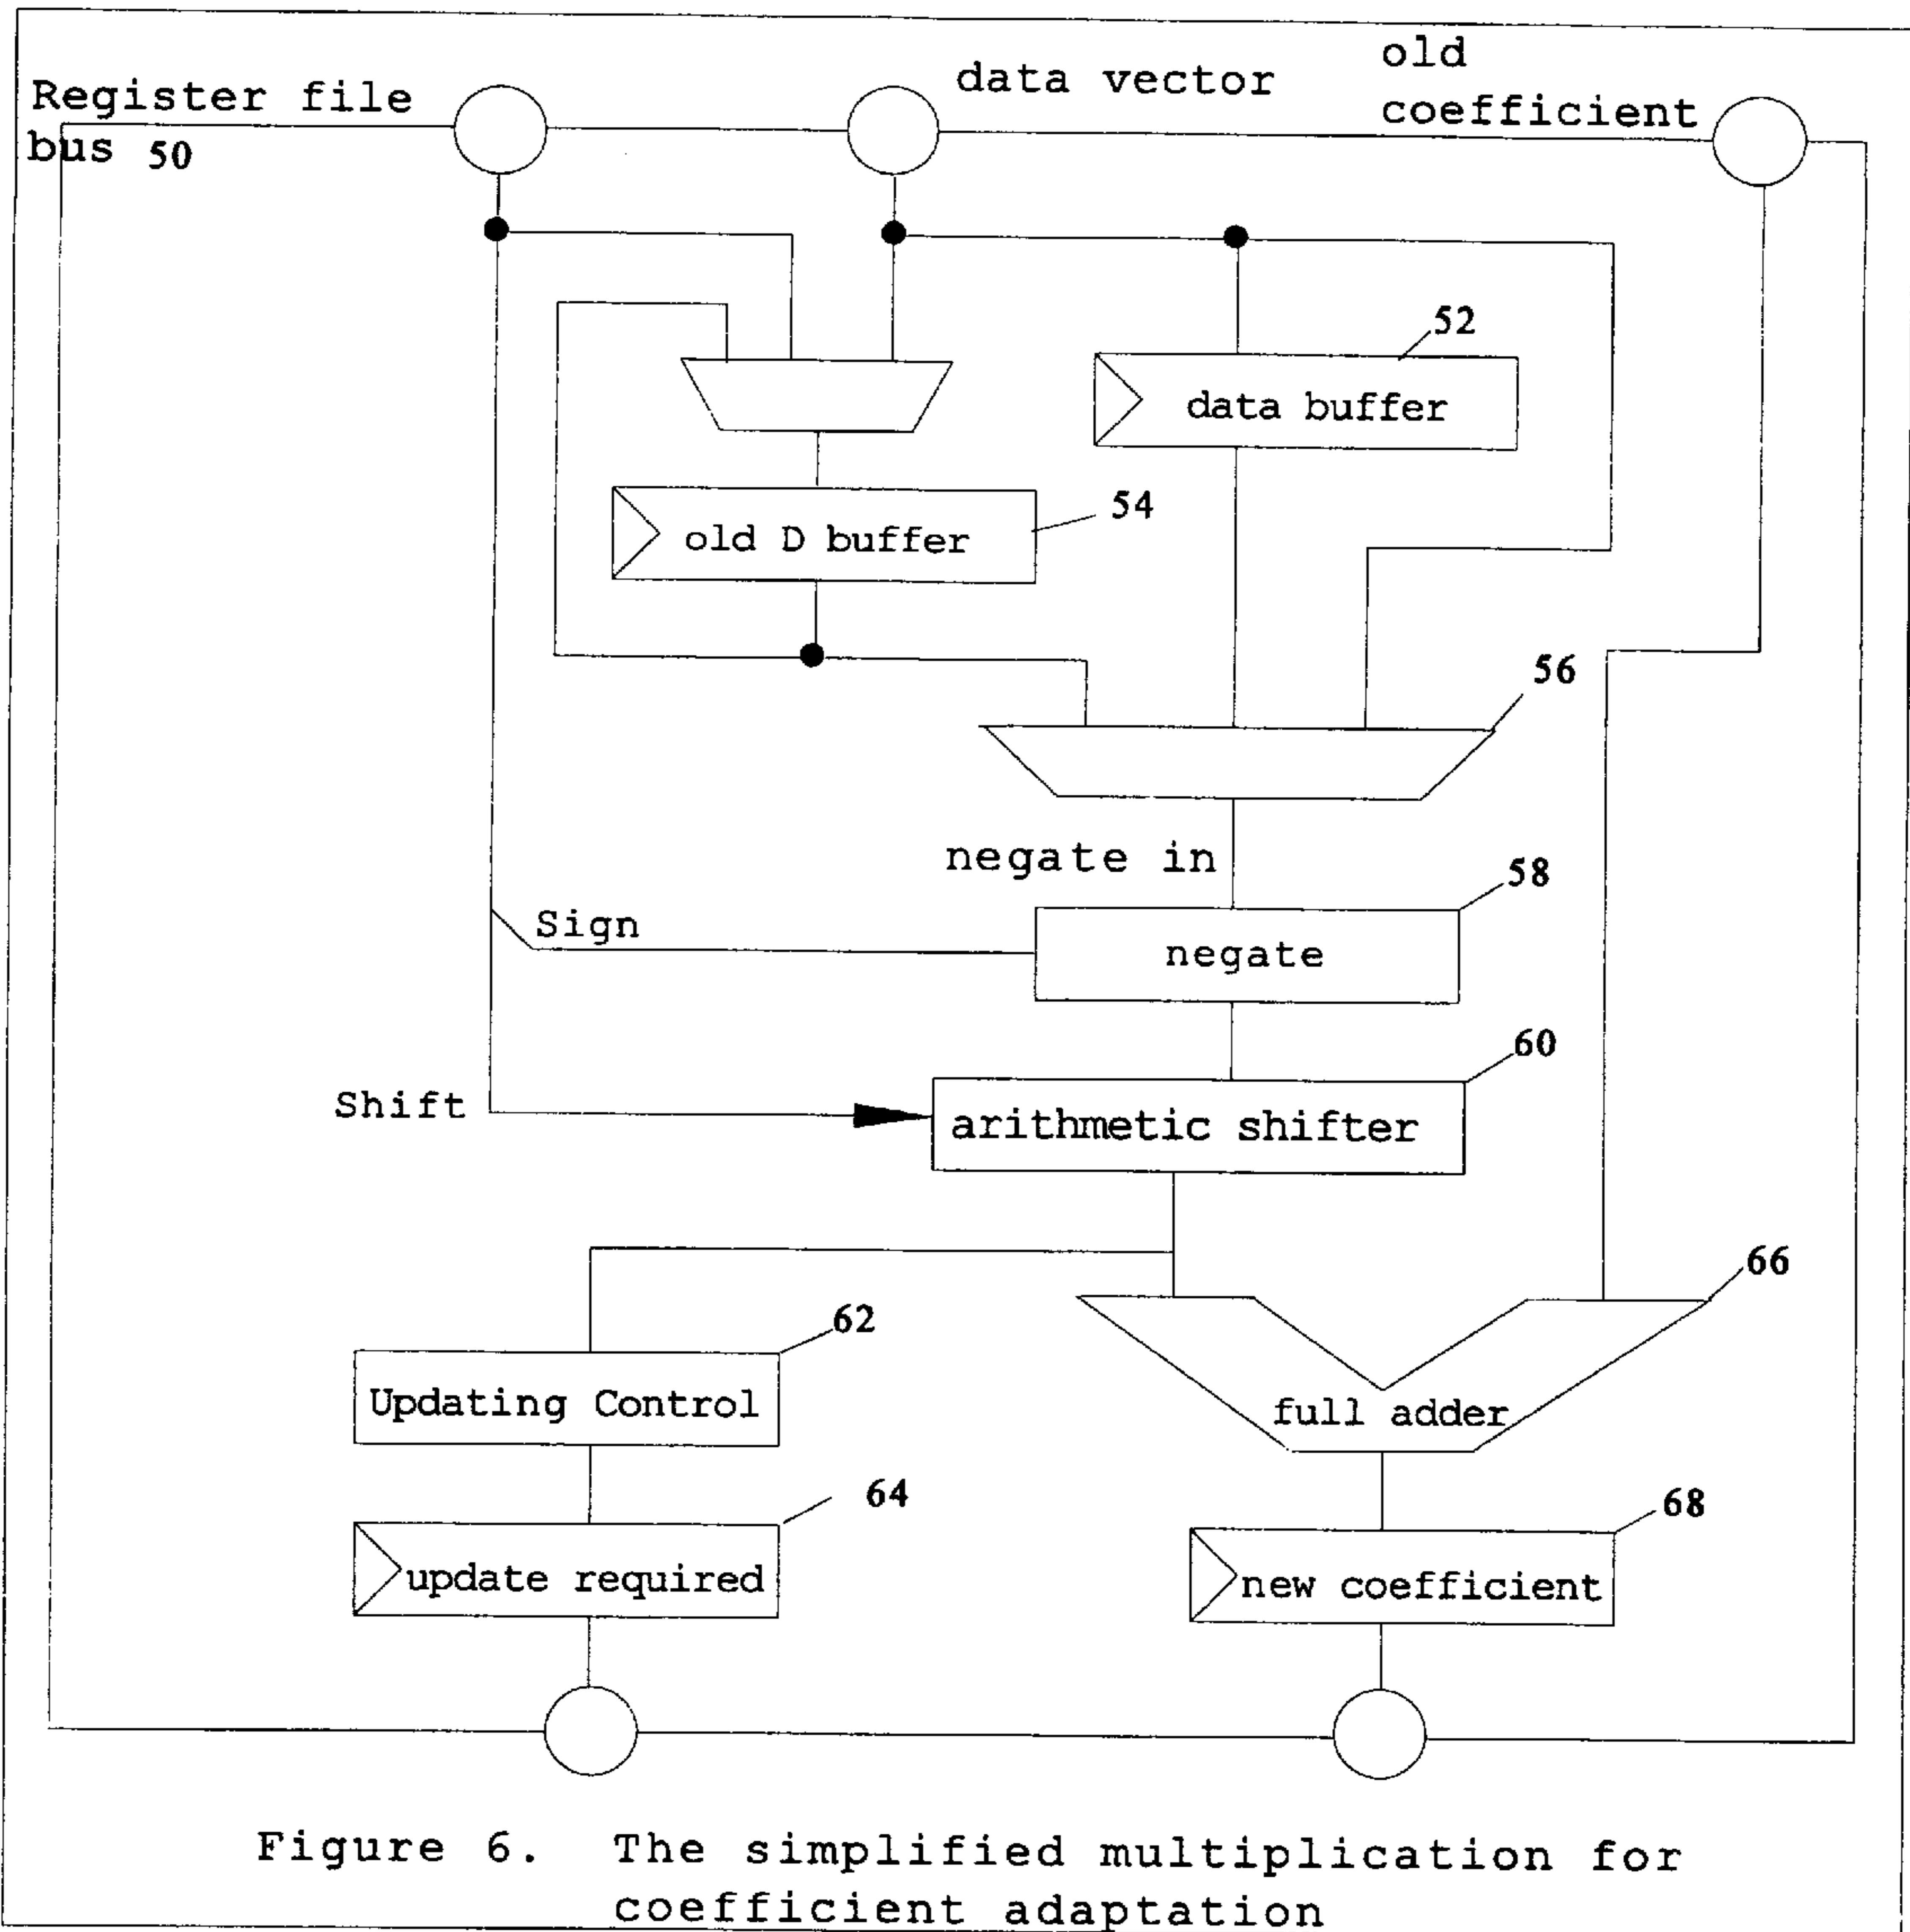 Register file
bus 50
data vector
old
coefficient
52
data buffer
54
old D buffer
56
negate in
58
Sign
negate
60
Shift
arithmetic shifter
66
62
Updating Control
full adder
64
68
update required
new coefficient
Figure 6. The simplified multiplication for
coefficient adaptation